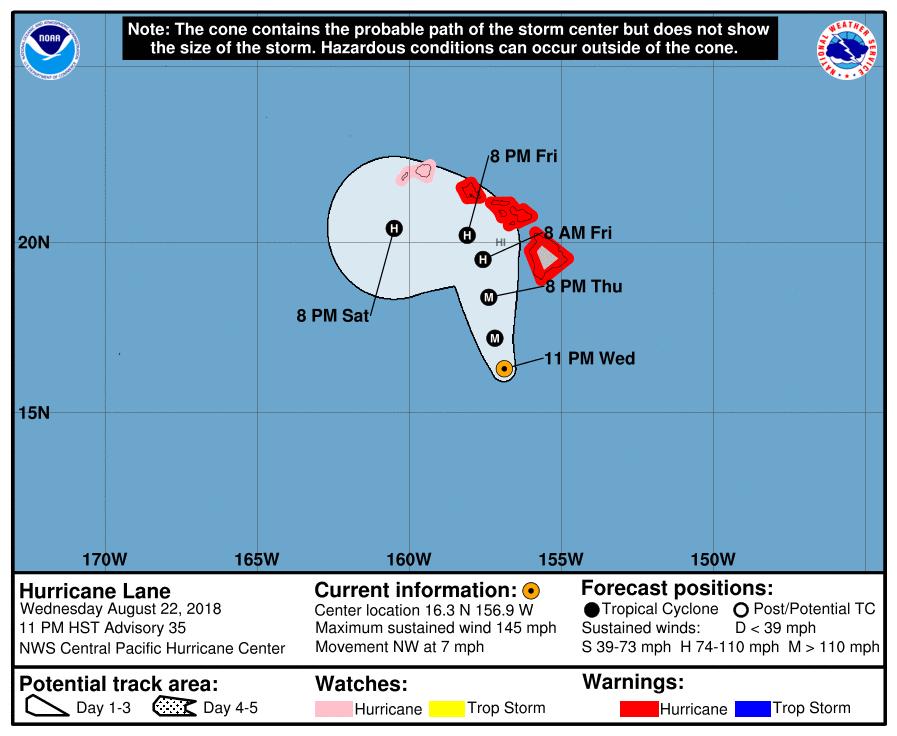 Note: The cone contains the probable path of the storm center but does not show
the size of the storm. Hazardous conditions can occur outside of the cone.
NOAA
NATIONAL WEATHER SERVICE
8 PM Fri
20N
H
H
HI
8 AM Fri
H
8 PM Thu
M
8 PM Sat
M
11 PM Wed
15N
170W
165W
160W
155W
150W
Hurricane Lane
Wednesday August 22, 2018
11 PM HST Advisory 35
NWS Central Pacific Hurricane Center
Current information:
Center location 16.3 N 156.9 W
Maximum sustained wind 145 mph
Movement NW at 7 mph
Forecast positions:
Tropical Cyclone Post/Potential TC
Sustained winds: D < 39 mph
S 39-73 mph H 74-110 mph M > 110 mph
Potential track area:
Day 1-3 Day 4-5
Watches:
Hurricane Trop Storm
Warnings:
Hurricane Trop Storm